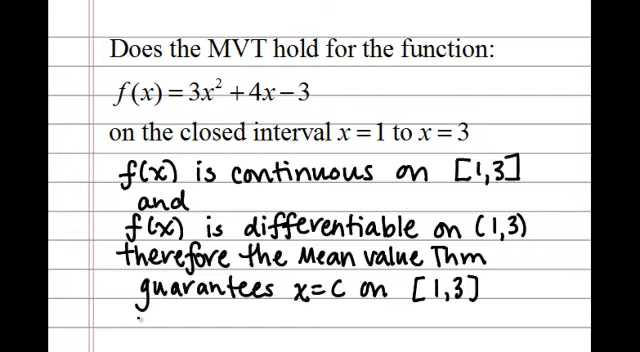 Does the MVT hold for the function:
f(x) = 3x² + 4x − 3
on the closed interval x = 1 to x = 3
f(x) is continuous on [1,3]
and
f(x) is differentiable on (1,3)
therefore the Mean value Thm
guarantees x=c on [1,3]